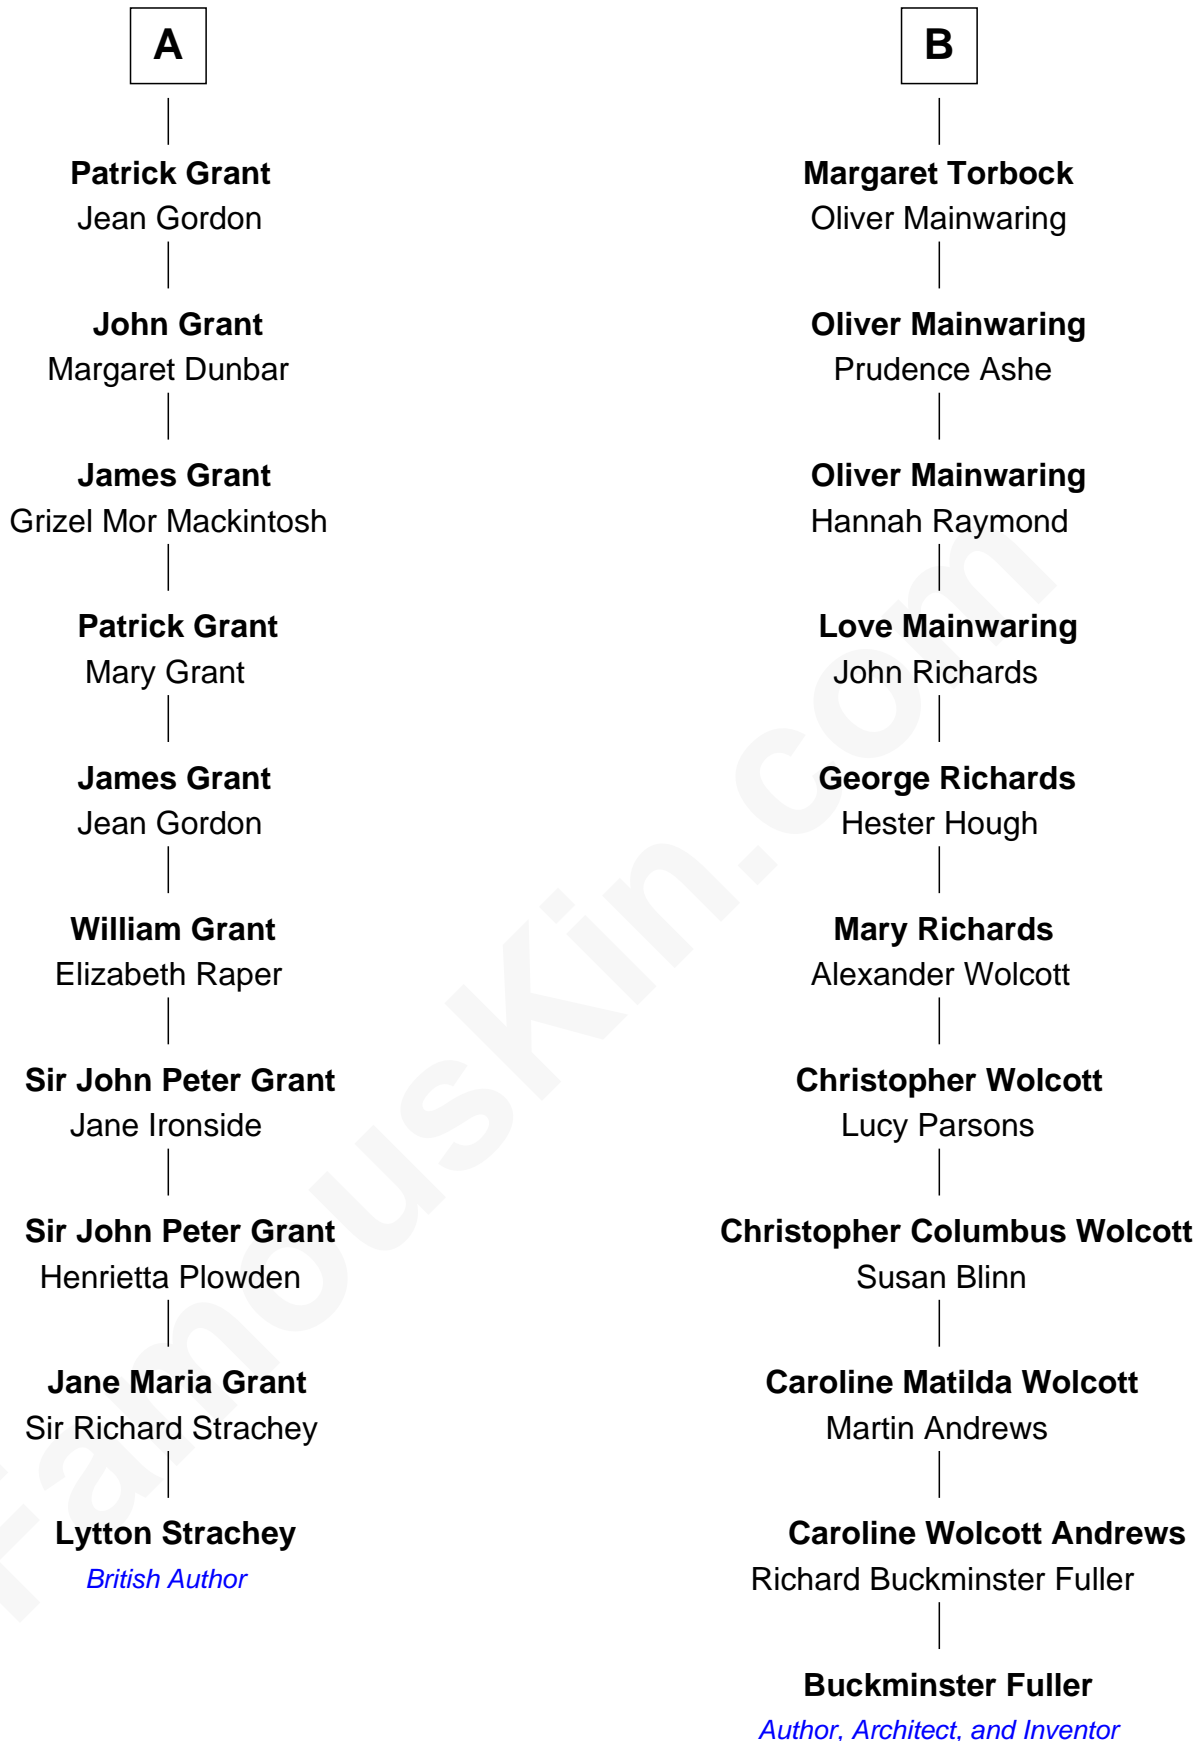 A
Patrick Grant
Jean Gordon
John Grant
Margaret Dunbar
James Grant
Grizel Mor Mackintosh
Patrick Grant
Mary Grant
James Grant
Jean Gordon
William Grant
Elizabeth Raper
Sir John Peter Grant
Jane Ironside
Sir John Peter Grant
Henrietta Plowden
Jane Maria Grant
Sir Richard Strachey
Lytton Strachey
British Author
B
Margaret Torbock
Oliver Mainwaring
Oliver Mainwaring
Prudence Ashe
Oliver Mainwaring
Hannah Raymond
Love Mainwaring
John Richards
George Richards
Hester Hough
Mary Richards
Alexander Wolcott
Christopher Wolcott
Lucy Parsons
Christopher Columbus Wolcott
Susan Blinn
Caroline Matilda Wolcott
Martin Andrews
Caroline Wolcott Andrews
Richard Buckminster Fuller
Buckminster Fuller
Author, Architect, and Inventor
FamousKin.com